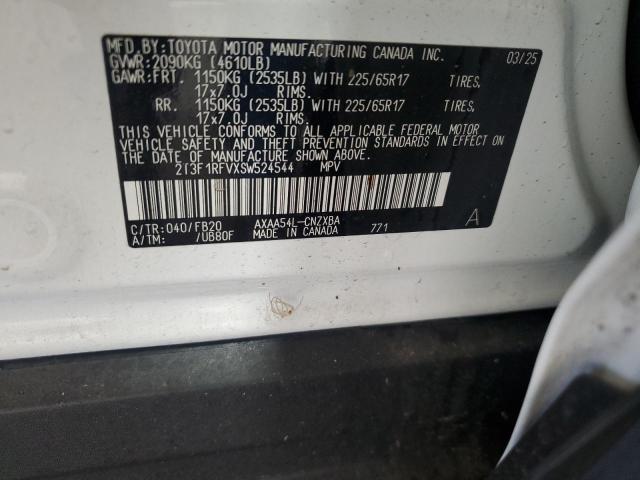 MFD.BY:TOYOTA MOTOR MANUFACTURING CANADA INC. 03/25
GVWR:2090KG (4610LB)
GAWR:FRT. 1150KG (2535LB) WITH 225/65R17 TIRES.
17x7.0J RIMS.
RR. 1150KG (2535LB) WITH 225/65R17 TIRES.
17x7.0J RIMS.
THIS VEHICLE CONFORMS TO ALL APPLICABLE FEDERAL MOTOR
VEHICLE SAFETY AND THEFT PREVENTION STANDARDS IN EFFECT ON
THE DATE OF MANUFACTURE SHOWN ABOVE.
2T3F1RFVXSW524544 MPV
C/TR:040/FB20 AXAA54L-CNZXBA A
A/TM: /UB80F MADE IN CANADA 771